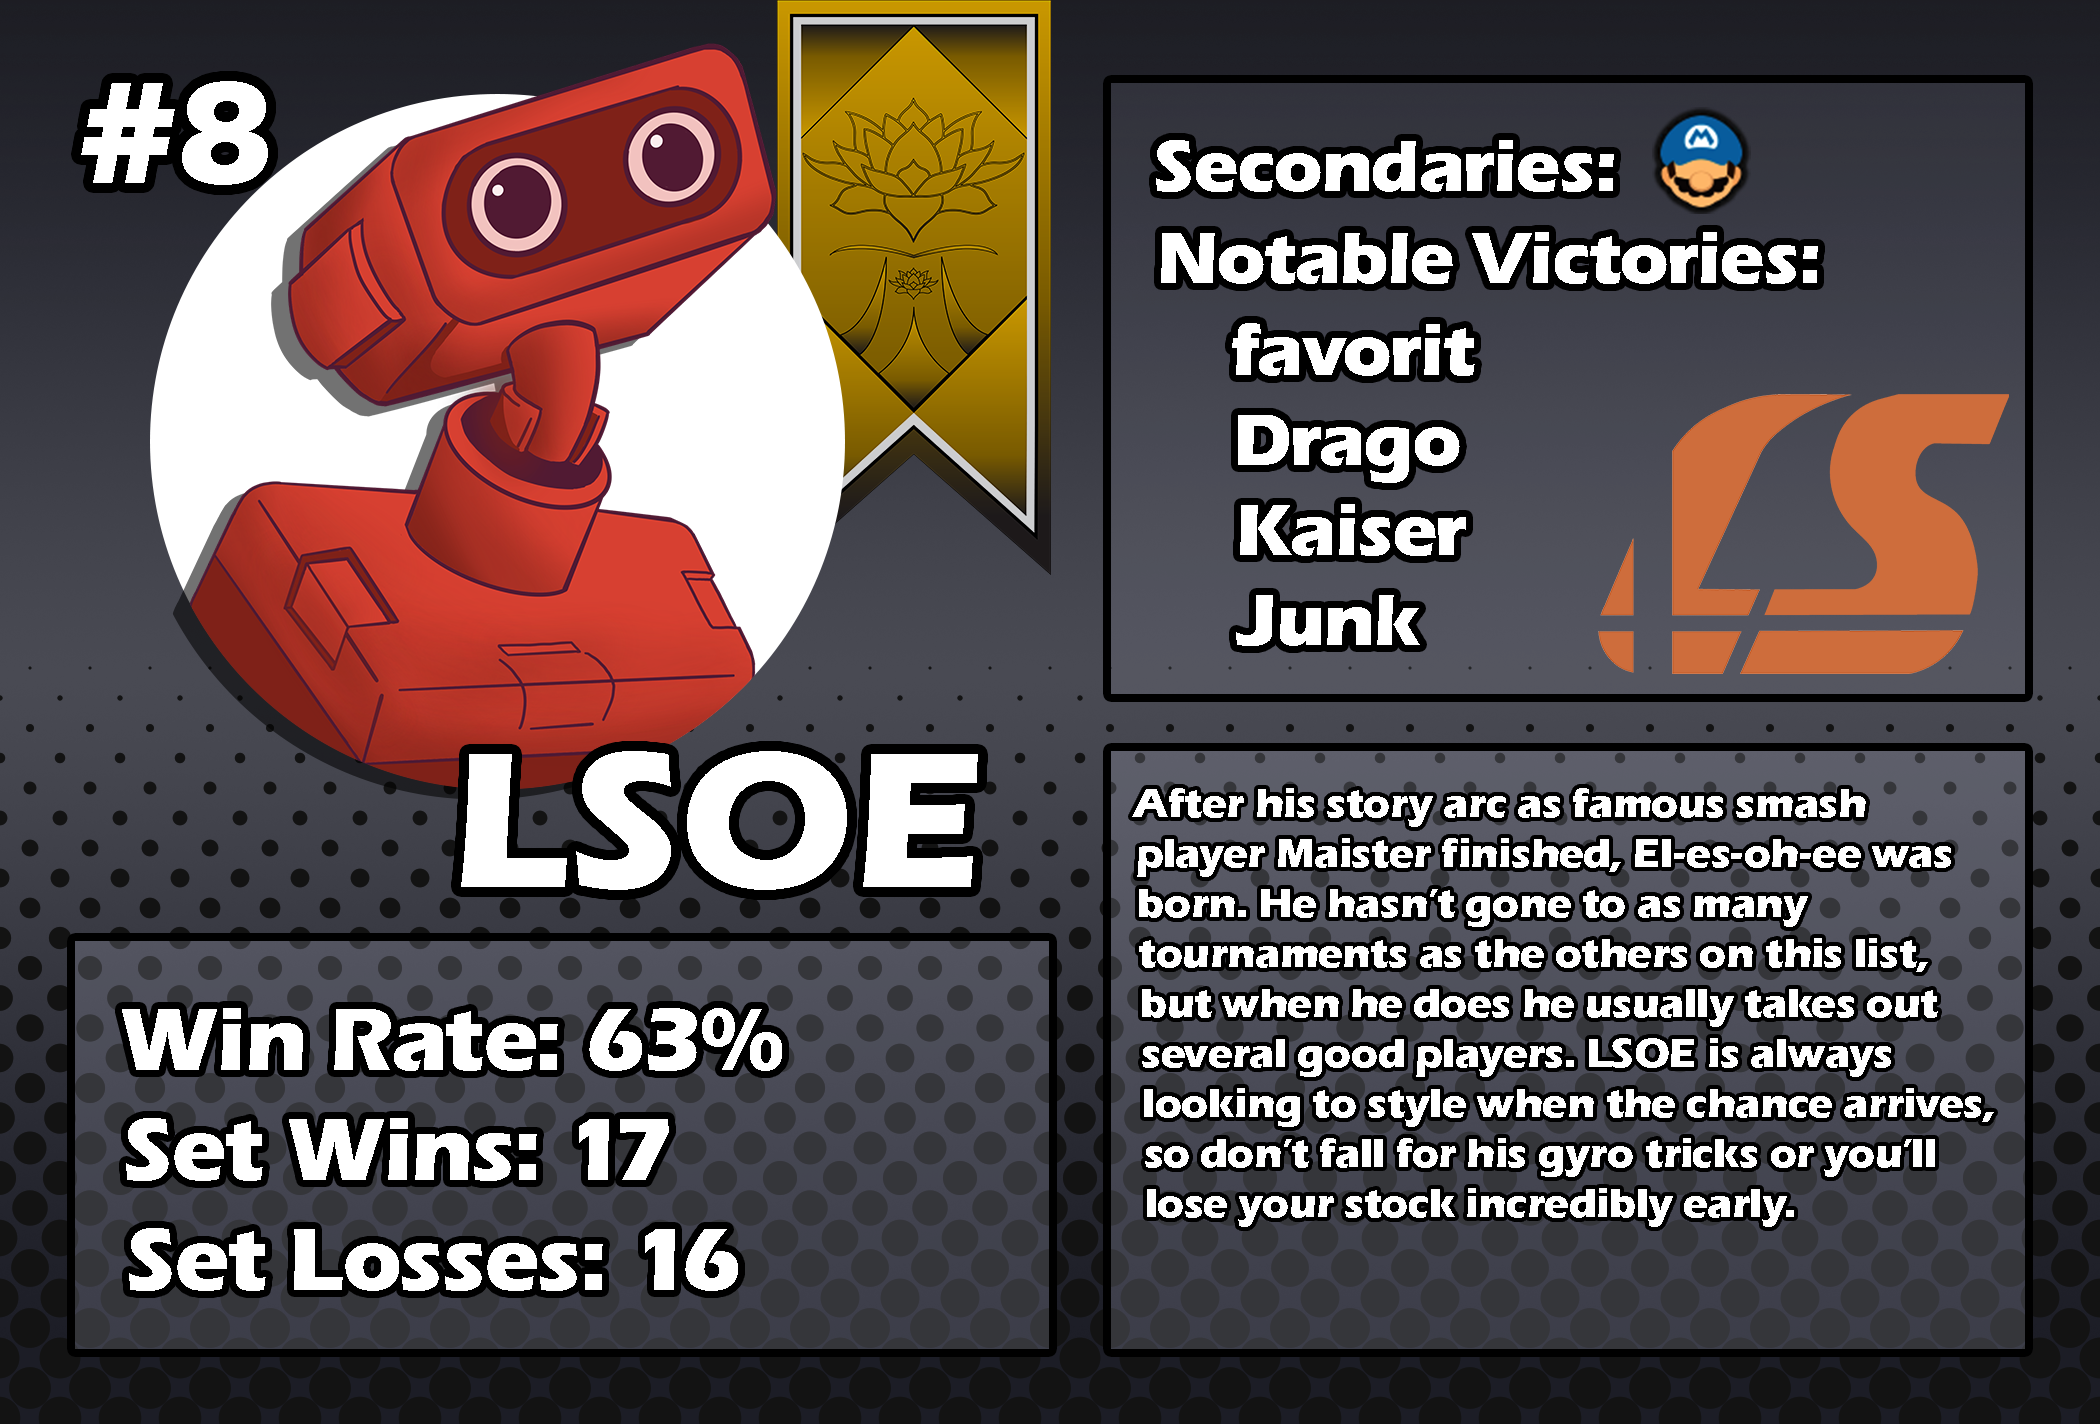 #8
LSOE
Win Rate: 63%
Set Wins: 17
Set Losses: 16
Secondaries:
Notable Victories:
favorit
Drago
Kaiser
Junk
LS
After his story arc as famous smash
player Maister finished, El-es-oh-ee was
born. He hasn't gone to as many
tournaments as the others on this list,
but when he does he usually takes out
several good players. LSOE is always
looking to style when the chance arrives,
so don't fall for his gyro tricks or you'll
lose your stock incredibly early.